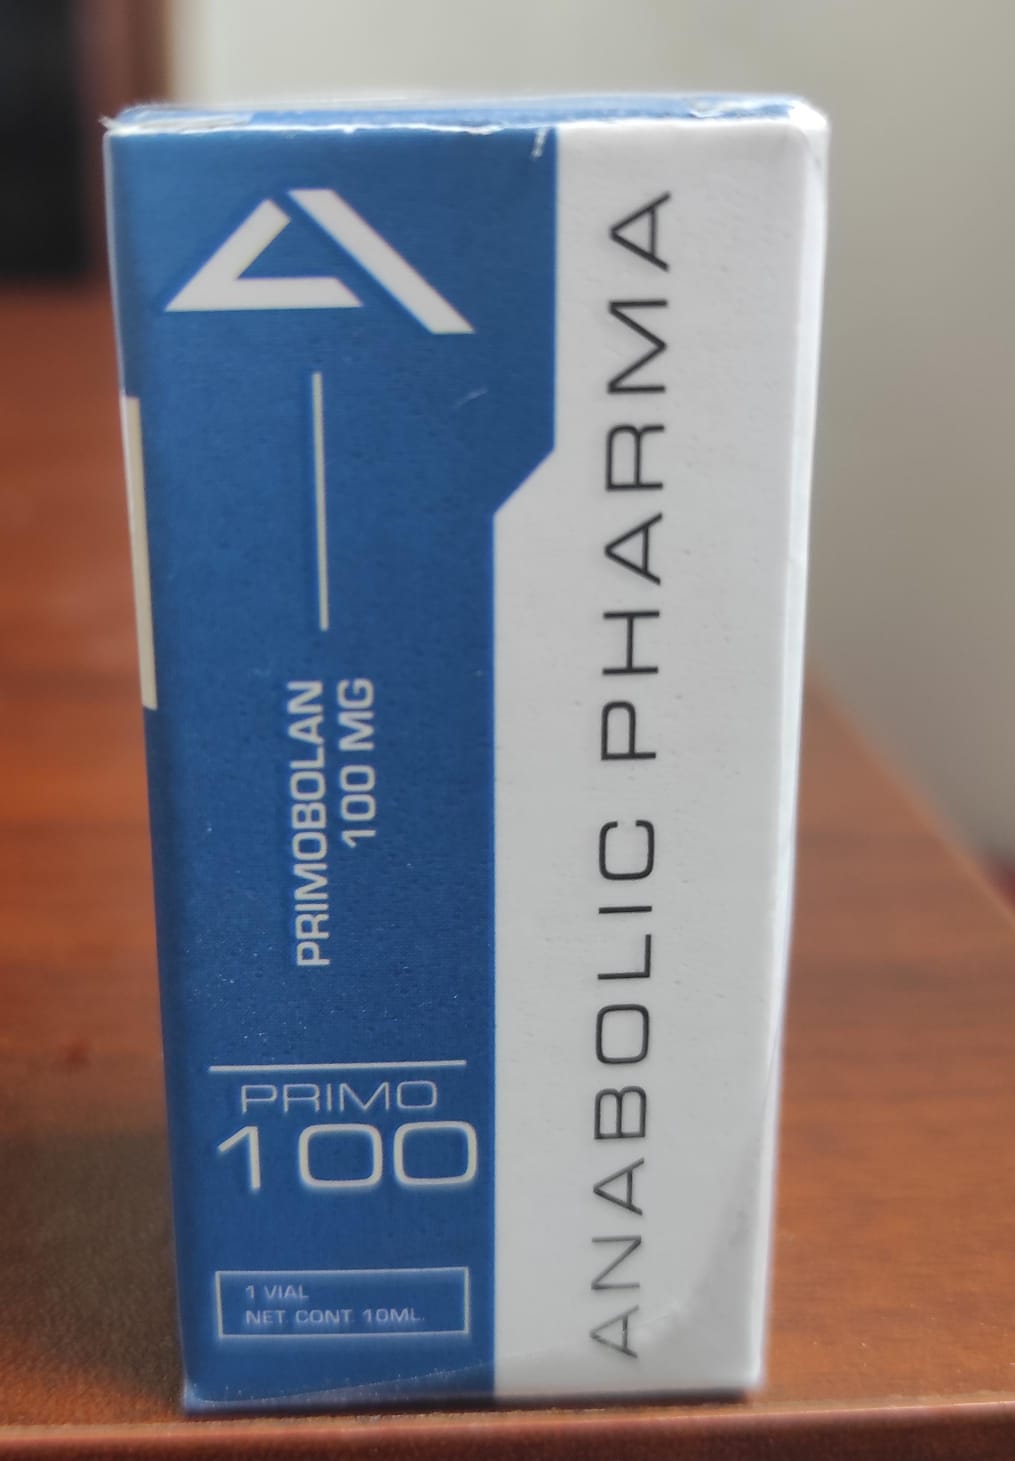 PRIMOBOLAN
100 MG
PRIMO
100
1 VIAL
NET. CONT. 10ML.
ANABOLIC PHARMA